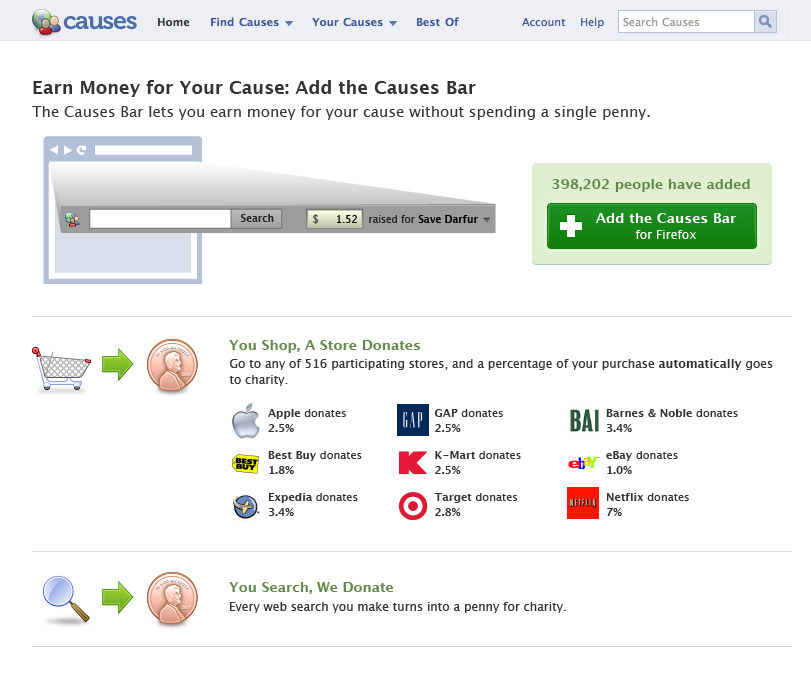 causes Home Find Causes Your Causes Best Of Account Help Search Causes
Earn Money for Your Cause: Add the Causes Bar
The Causes Bar lets you earn money for your cause without spending a single penny.
Search $ 1.52 raised for Save Darfur
398,202 people have added
Add the Causes Bar
for Firefox
You Shop, A Store Donates
Go to any of 516 participating stores, and a percentage of your purchase automatically goes
to charity.
Apple donates
2.5%
GAP
GAP donates
2.5%
BAI
Barnes & Noble donates
3.4%
BEST
BUY
Best Buy donates
1.8%
K
K-Mart donates
2.5%
ebY
eBay donates
1.0%
Expedia donates
3.4%
Target donates
2.8%
NETFLIX
Netflix donates
7%
You Search, We Donate
Every web search you make turns into a penny for charity.